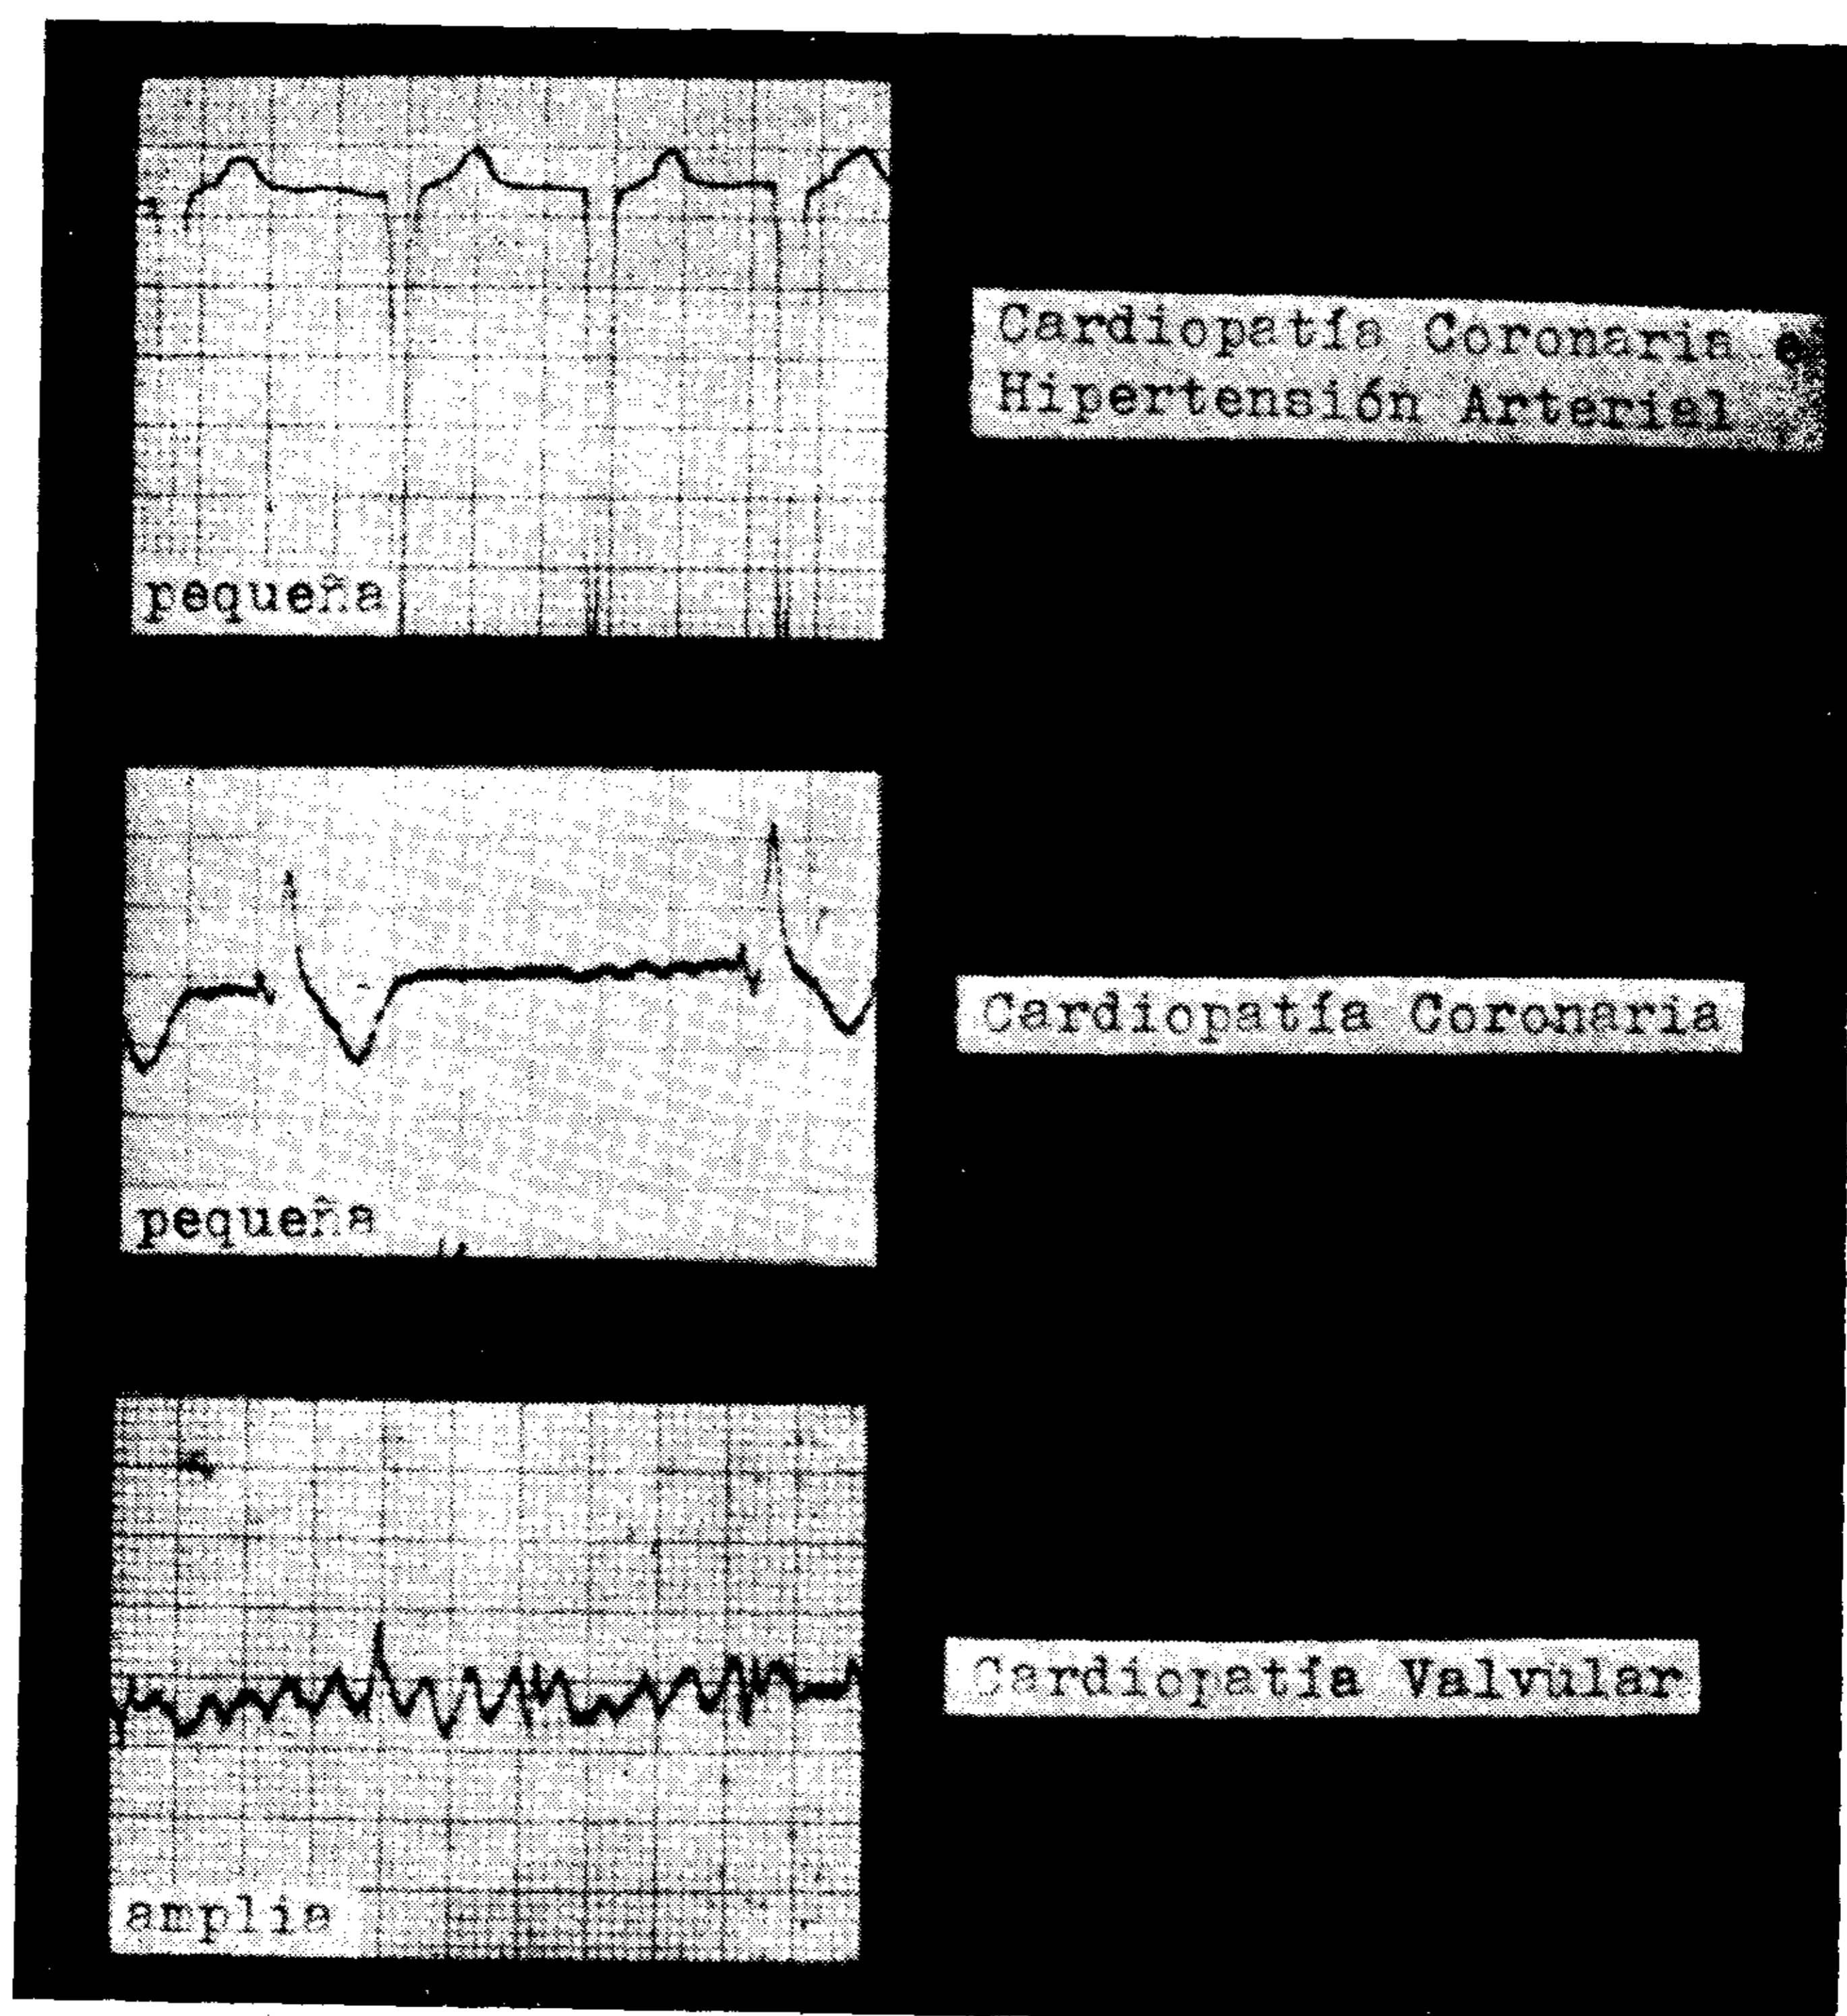 Cardiopatía Coronaria e
Hipertensión Arterial
pequeña
Cardiopatía Coronaria
pequeña
Cardiopatía Valvular
amplia